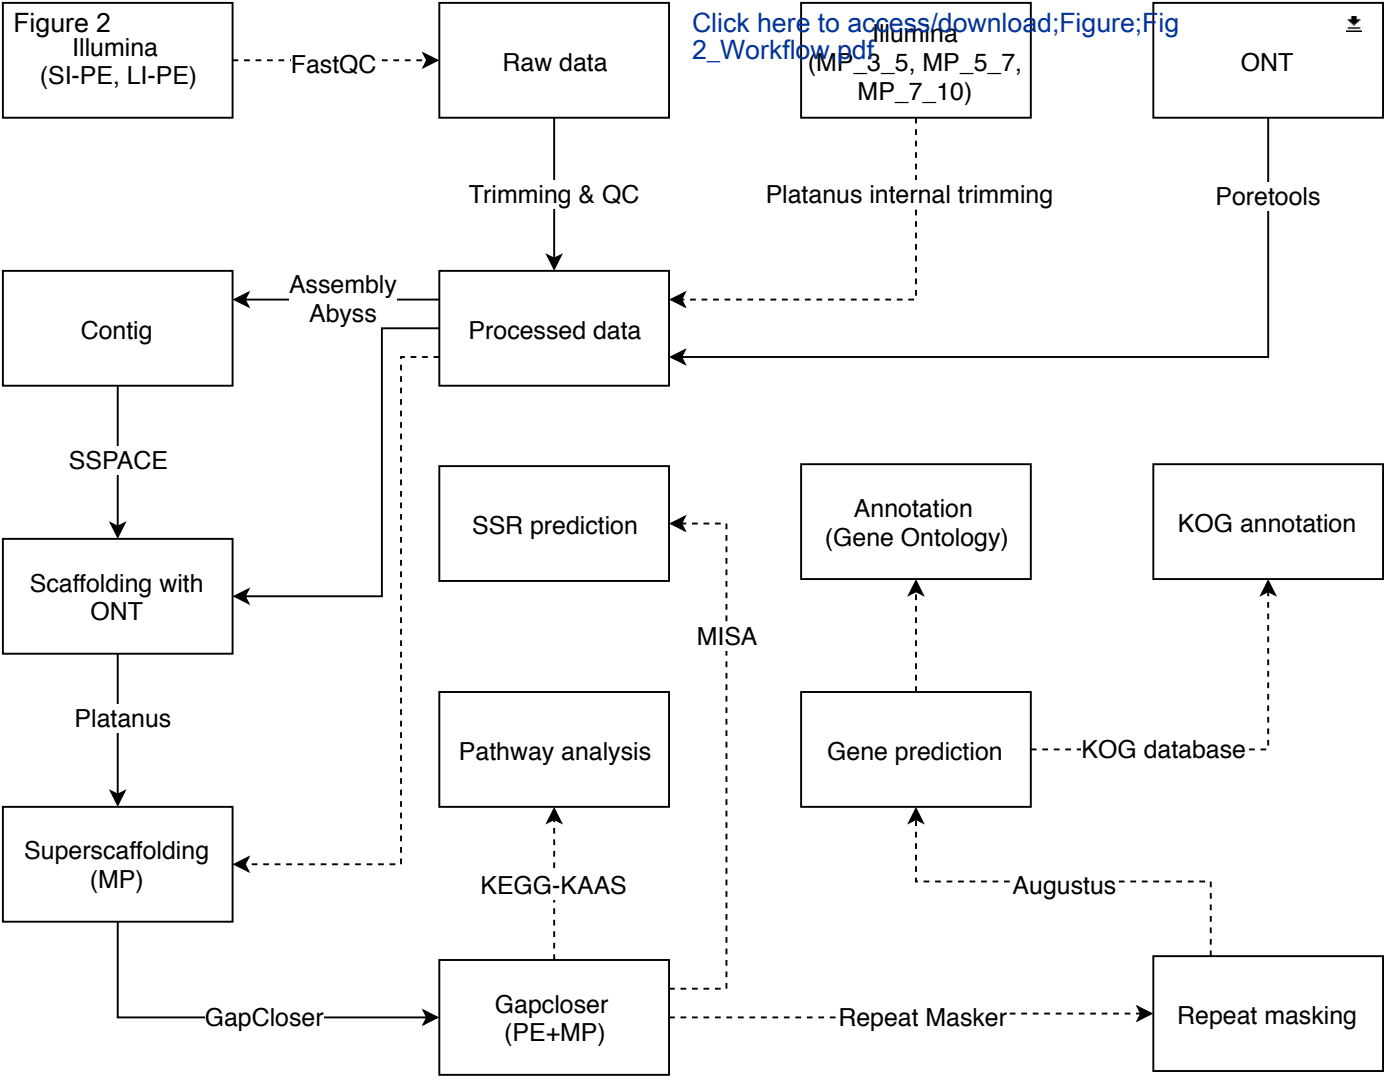 Figure 2
Click here to access/download;Figure;Fig
2_Workflow.pdf
Illumina
(SI-PE, LI-PE)
FastQC
Raw data
Illumina
(MP_3_5, MP_5_7,
MP_7_10)
ONT
Trimming & QC
Platanus internal trimming
Poretools
Contig
Assembly
Abyss
Processed data
SSPACE
SSR prediction
Annotation
(Gene Ontology)
KOG annotation
Scaffolding with
ONT
MISA
Platanus
Pathway analysis
Gene prediction
KOG database
Superscaffolding
(MP)
KEGG-KAAS
Augustus
GapCloser
Gapcloser
(PE+MP)
Repeat Masker
Repeat masking